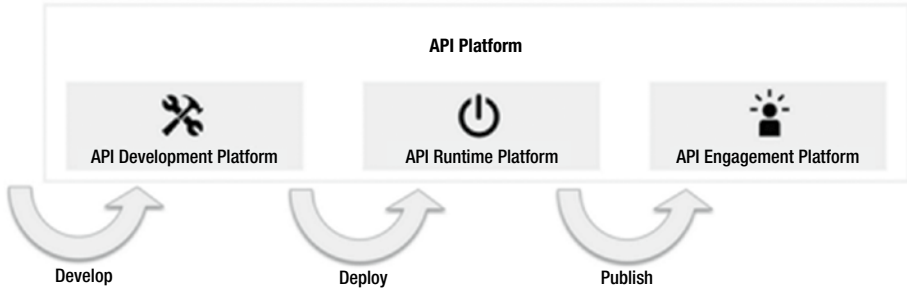 API Platform
API Development Platform
API Runtime Platform
API Engagement Platform
Develop
Deploy
Publish